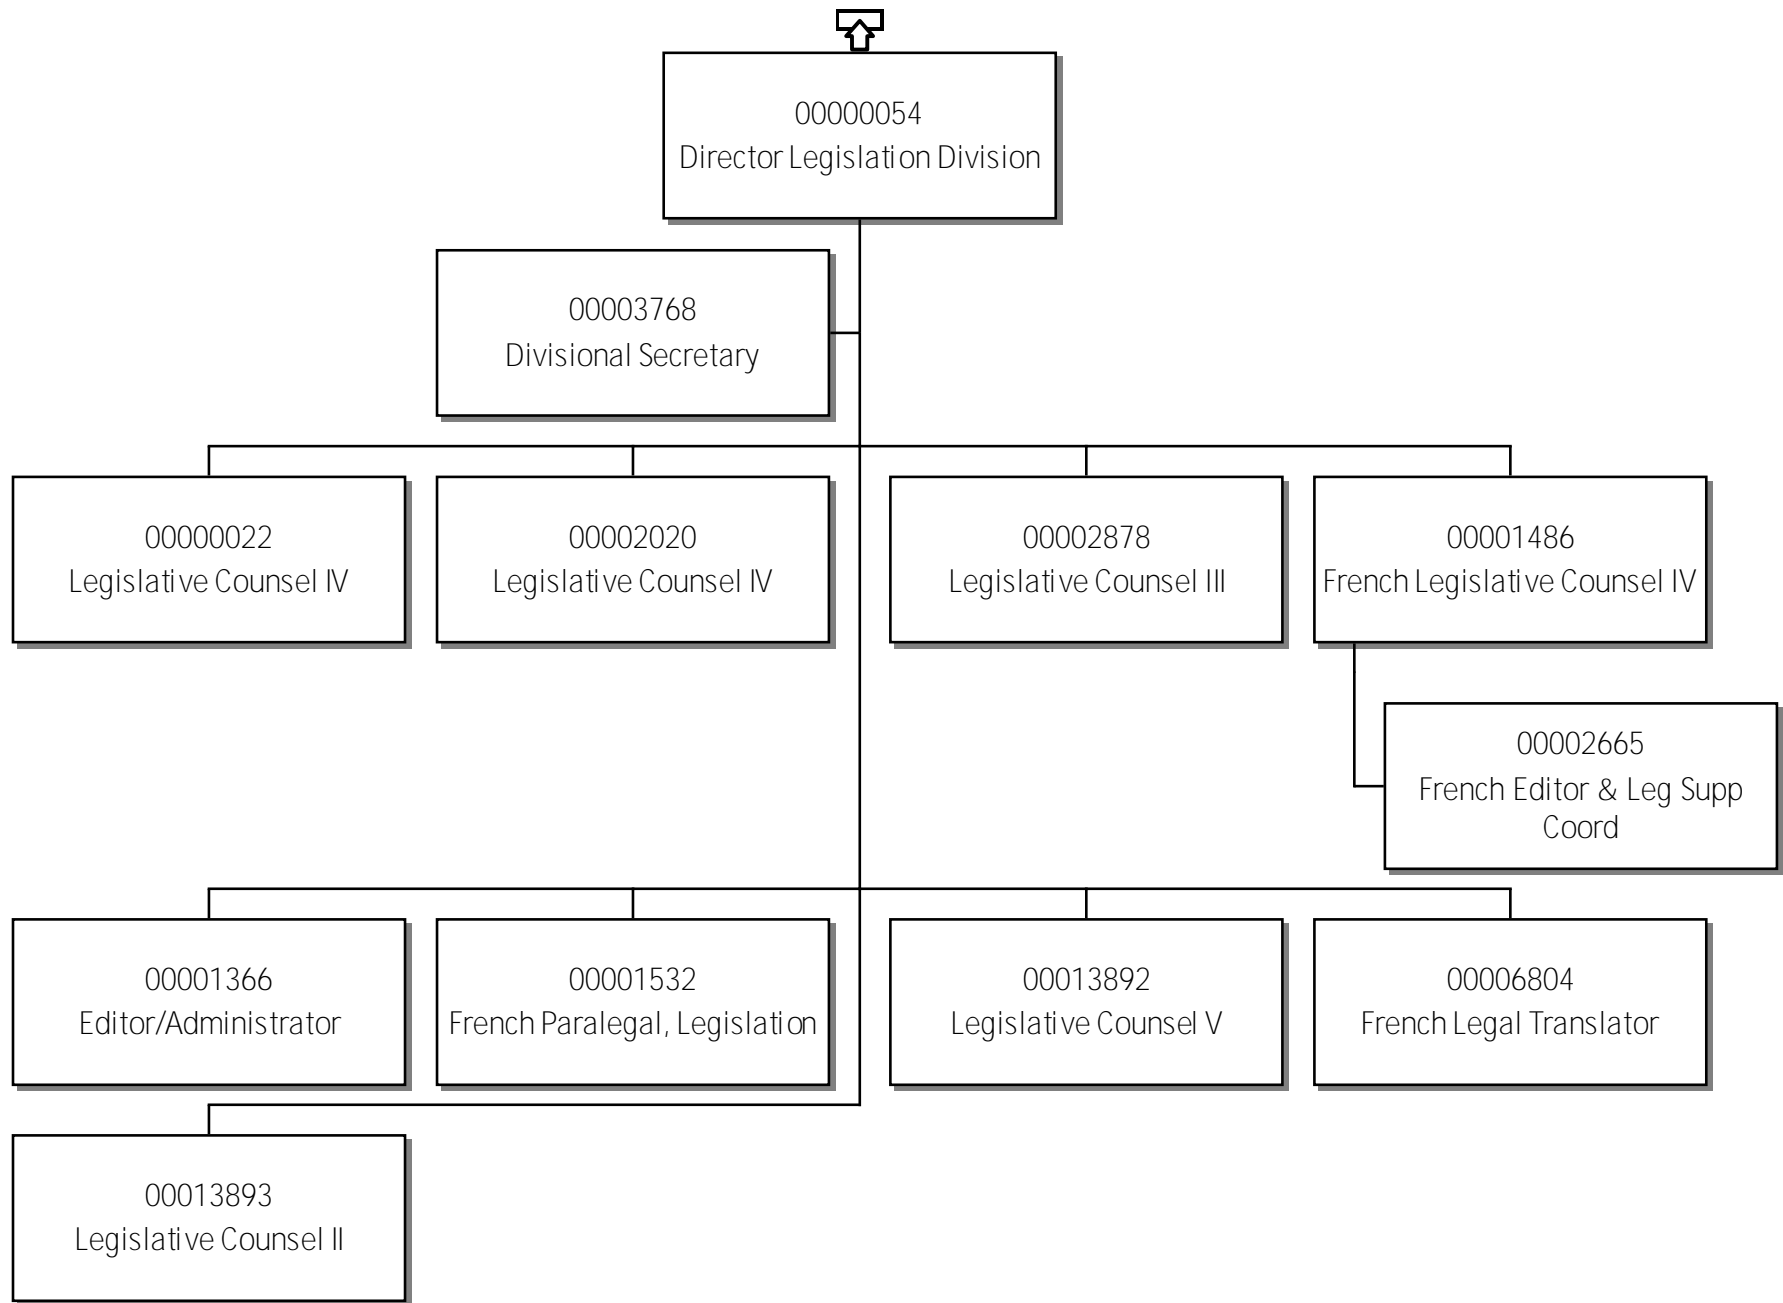 00000054
Director Legislation Division
00003768
Divisional Secretary
00000022
Legislative Counsel IV
00002020
Legislative Counsel IV
00002878
Legislative Counsel III
00001486
French Legislative Counsel IV
00002665
French Editor & Leg Supp
Coord
00001366
Editor/Administrator
00001532
French Paralegal, Legislation
00013892
Legislative Counsel V
00006804
French Legal Translator
00013893
Legislative Counsel II